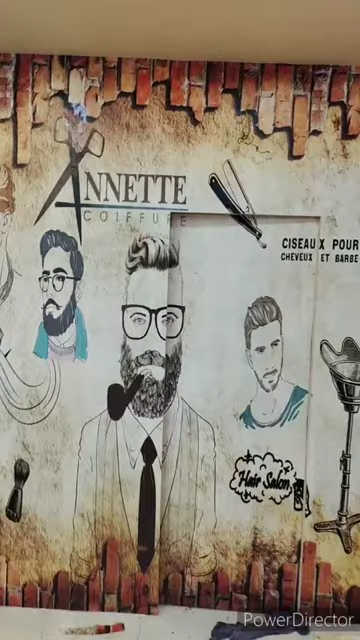 ANNETTE
COIFFURE
CISEAUX POUR
CHEVEUX ET BARBE
Hair Salon
PowerDirector